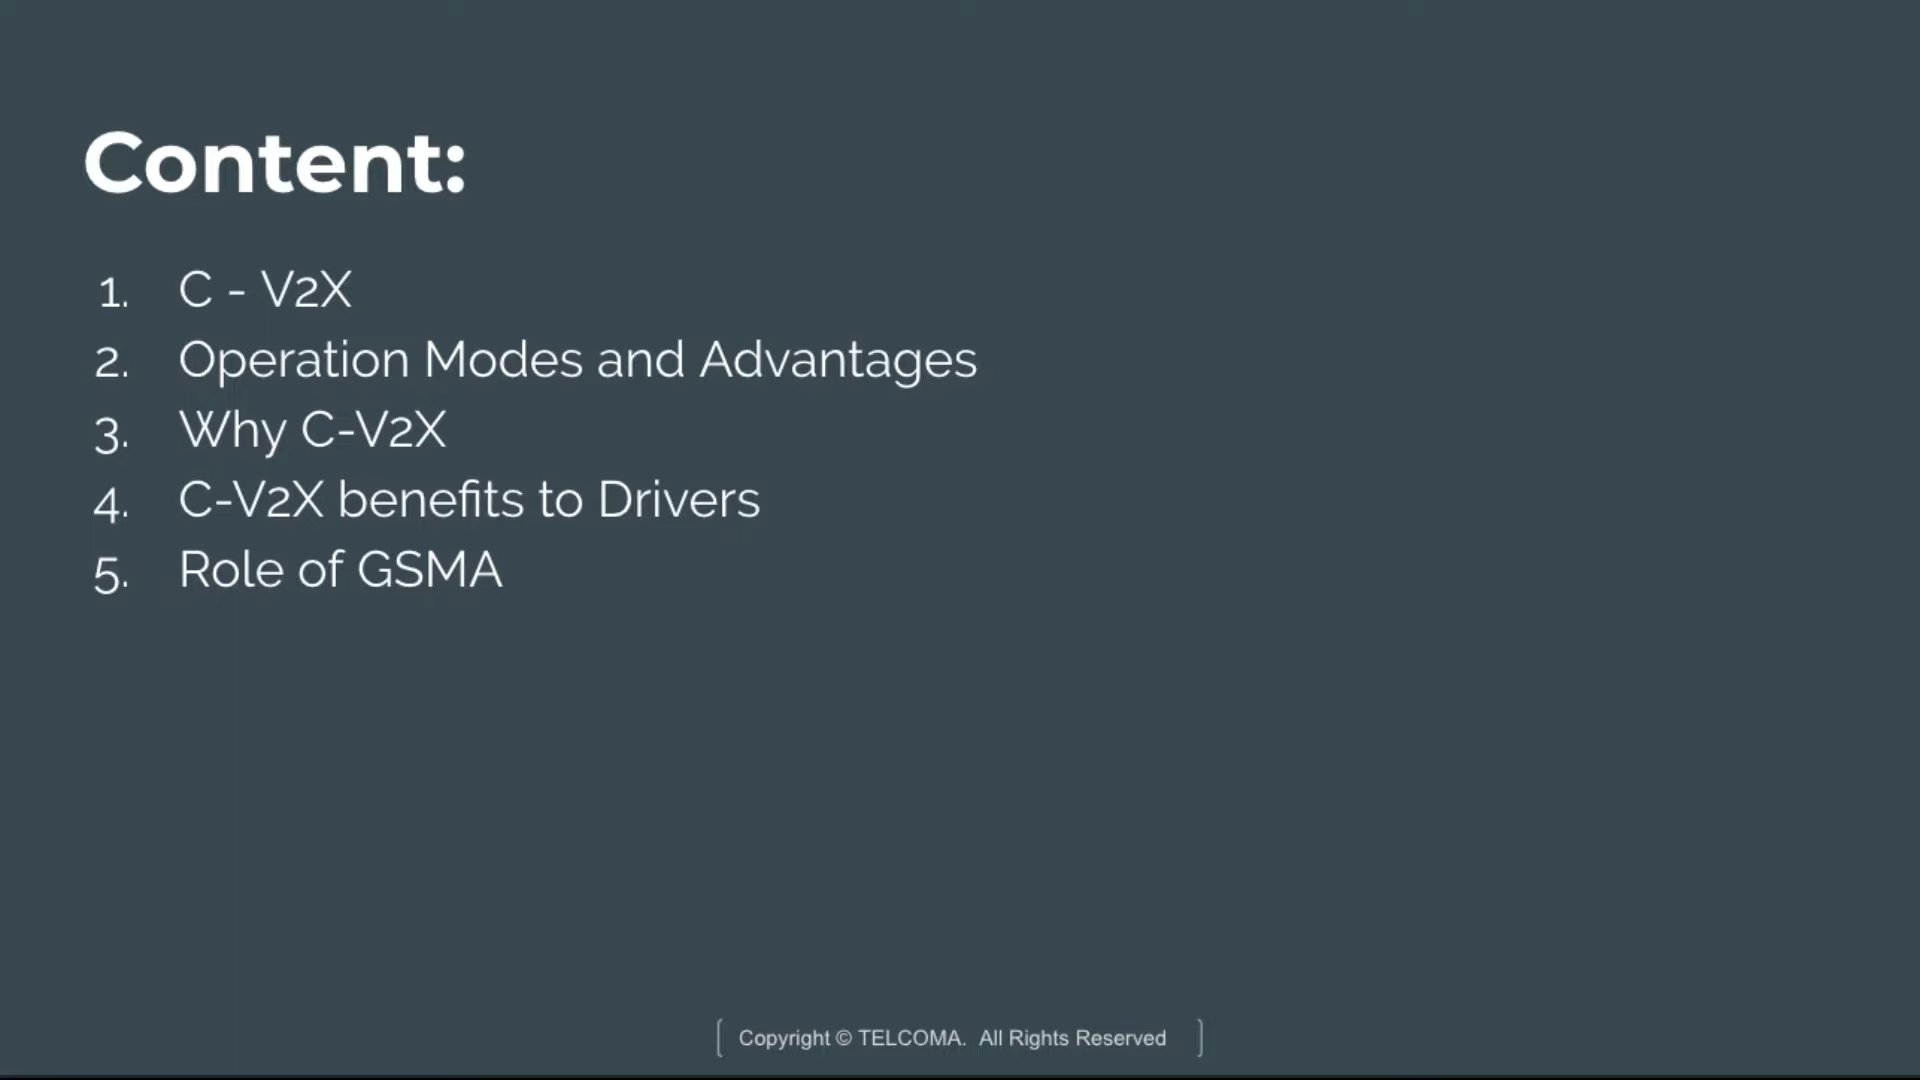 Content:
1. C - V2X
2. Operation Modes and Advantages
3. Why C-V2X
4. C-V2X benefits to Drivers
5. Role of GSMA
[ Copyright © TELCOMA. All Rights Reserved ]